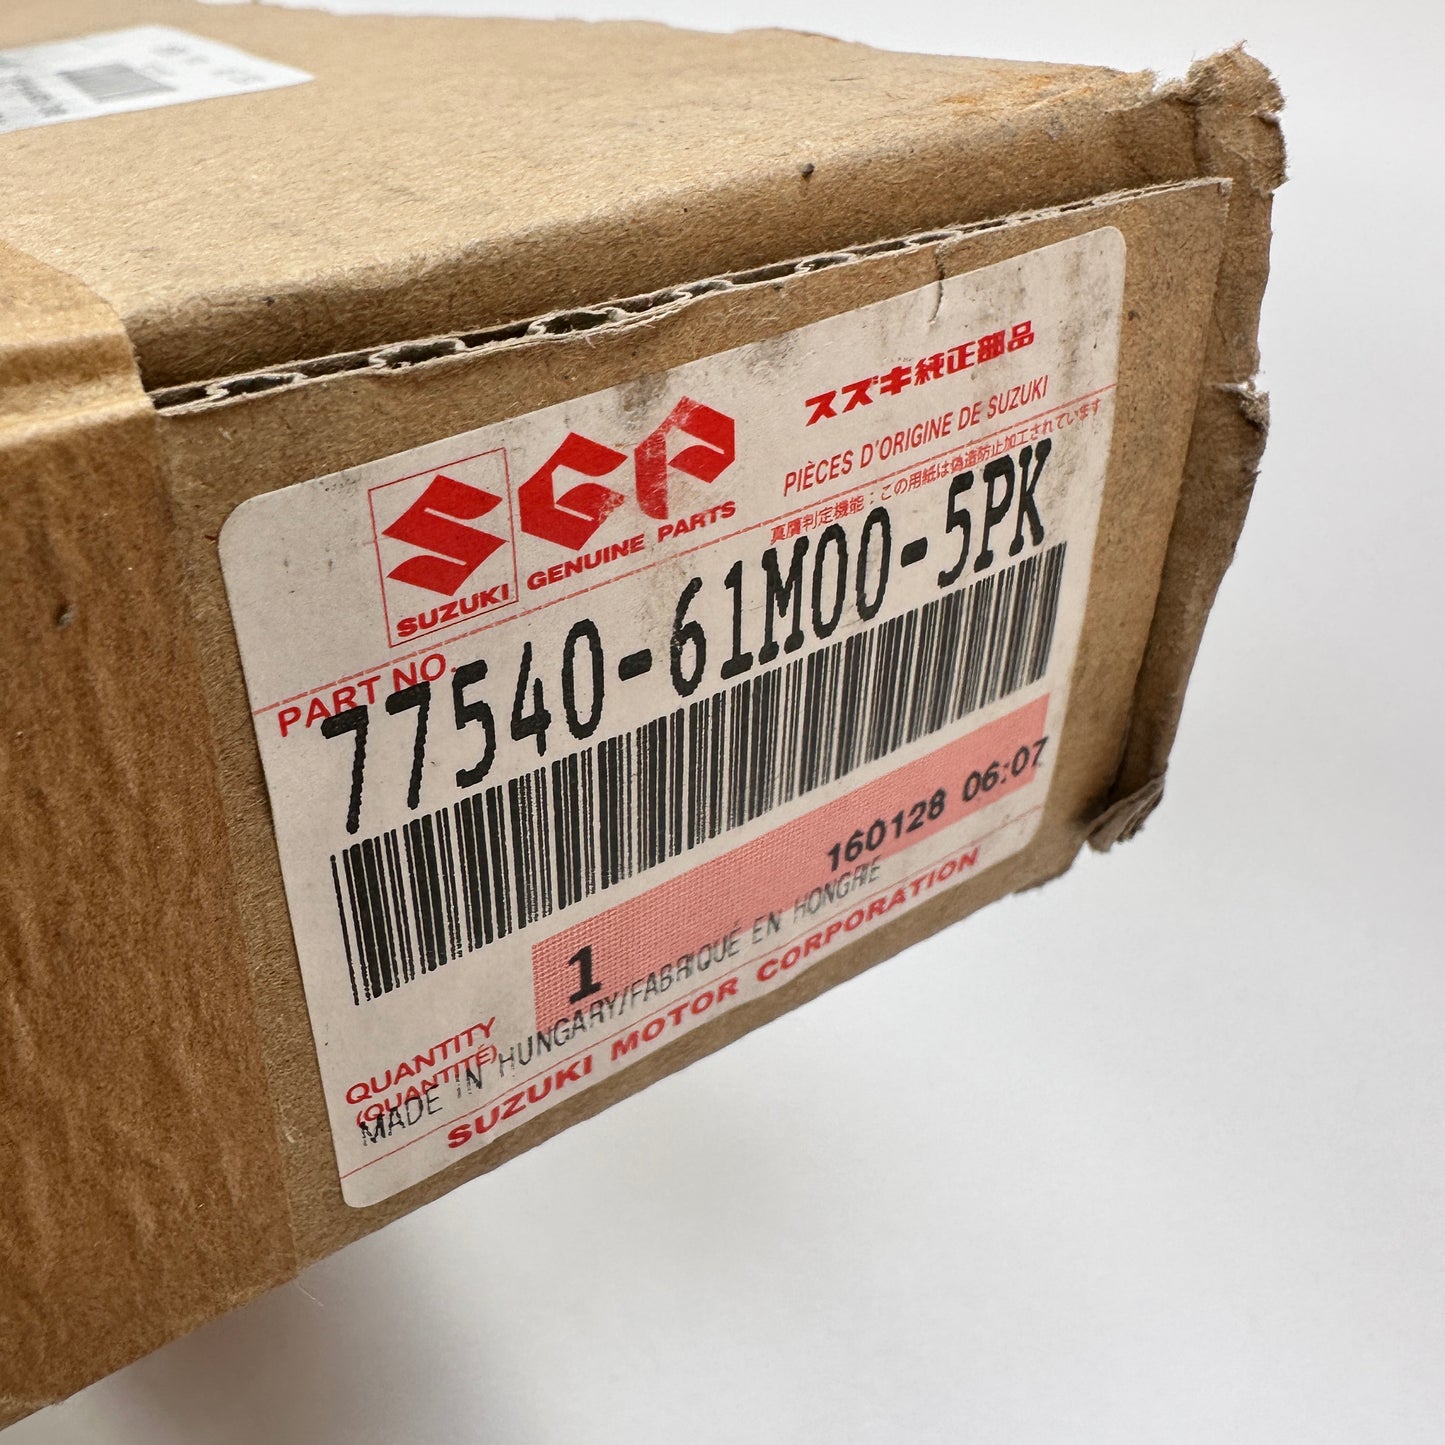 スズキ純正部品
PIÈCES D'ORIGINE DE SUZUKI
真贋判定機能：この用紙は偽造防止加工されています
SGP
SUZUKI GENUINE PARTS
PART NO.
77540-61M00-5PK
160128 06:07
1
QUANTITY
(QUANTITÉ)
MADE IN HUNGARY/FABRIQUÉ EN HONGRIE
SUZUKI MOTOR CORPORATION